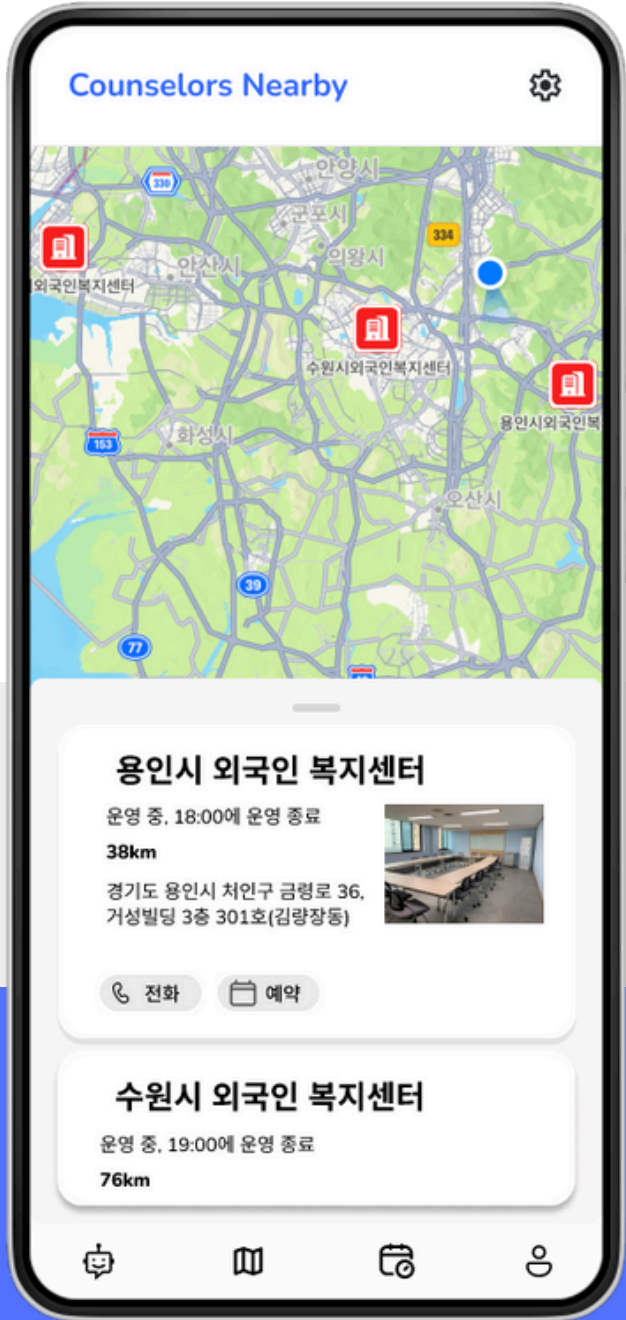 Counselors Nearby
안양시
330
군포시
334
의왕시
안산시
외국인복지센터
수원시외국인복지센터
용인시외국인복
화성시
153
오산시
39
77
용인시 외국인 복지센터
운영 중, 18:00에 운영 종료
38km
경기도 용인시 처인구 금령로 36,
거성빌딩 3층 301호(김량장동)
전화
예약
수원시 외국인 복지센터
운영 중, 19:00에 운영 종료
76km